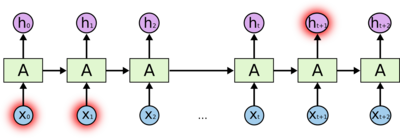 h₀ h₁ h₂ hₜ hₜ₊₁ hₜ₊₂
A A A A A A
x₀ x₁ x₂ ... xₜ xₜ₊₁ xₜ₊₂